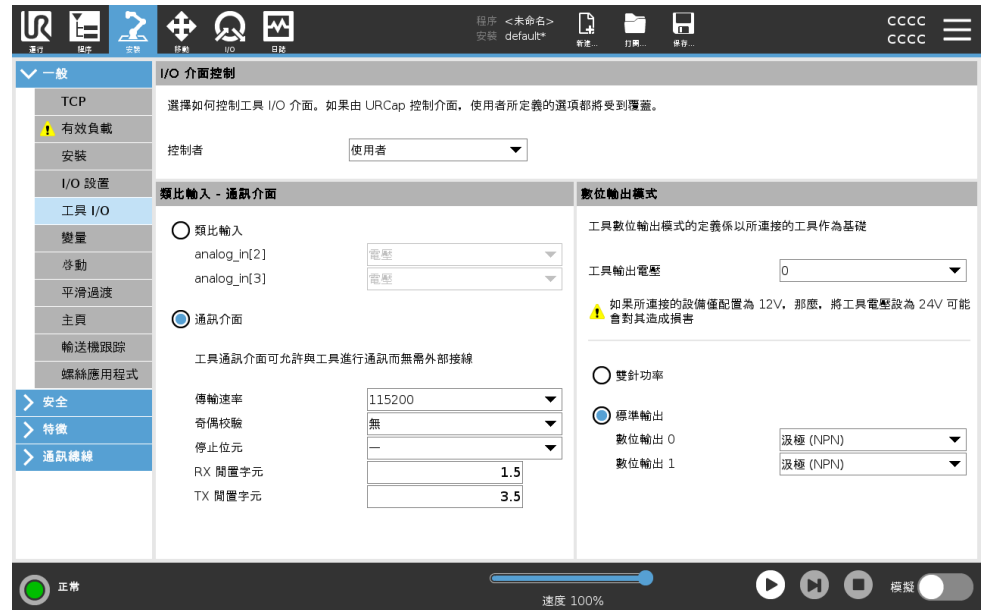 UR
運行
程序
安裝
移動
I/O
日誌
程序 <未命名>
安裝 default*
新建...
打開...
保存...
CCCC
CCCC
一般
TCP
有效負載
安裝
I/O 設置
工具 I/O
變量
啓動
平滑過渡
主頁
輸送機跟踪
螺絲應用程式
安全
特徵
通訊總線
I/O 介面控制
選擇如何控制工具 I/O 介面。如果由 URCap 控制介面，使用者所定義的選項都將受到覆蓋。
控制者
使用者
類比輸入 - 通訊介面
類比輸入
analog_in[2] 電壓
analog_in[3] 電壓
通訊介面
工具通訊介面可允許與工具進行通訊而無需外部接線
傳輸速率 115200
奇偶校驗 無
停止位元 一
RX 閒置字元 1.5
TX 閒置字元 3.5
數位輸出模式
工具數位輸出模式的定義係以所連接的工具作為基礎
工具輸出電壓 0
如果所連接的設備僅配置為 12V，那麼，將工具電壓設為 24V 可能
會對其造成損害
雙針功率
標準輸出
數位輸出 0 汲極 (NPN)
數位輸出 1 汲極 (NPN)
正常
速度 100%
模擬